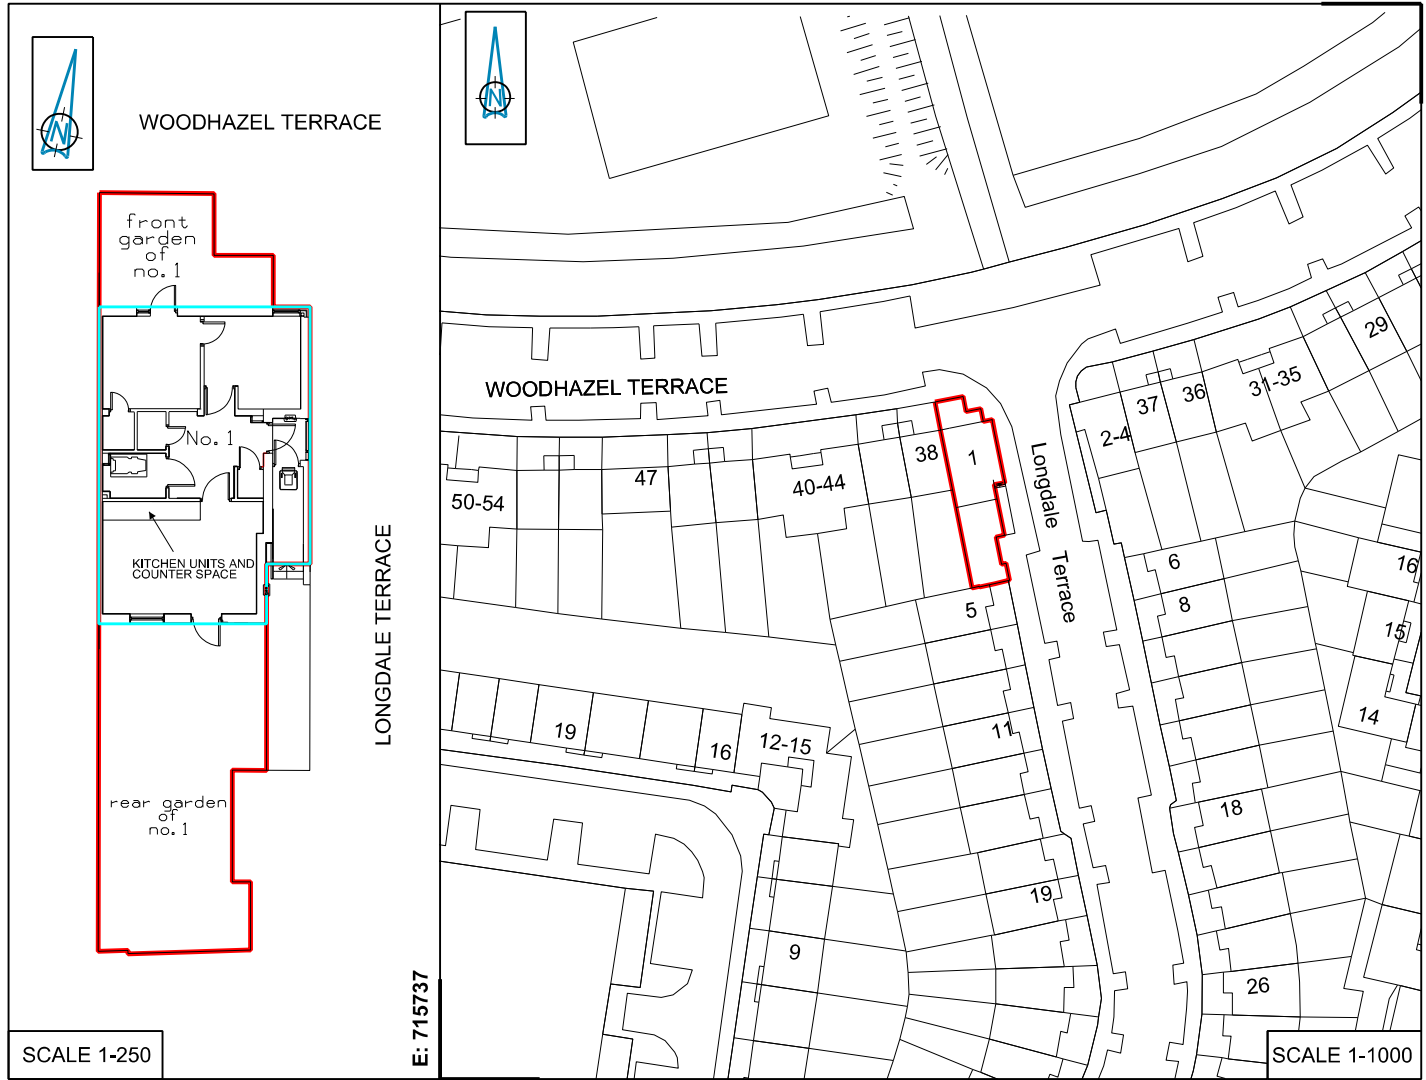 N
WOODHAZEL TERRACE
front
garden
of
no.1
No.1
KITCHEN UNITS AND
COUNTER SPACE
LONGDALE TERRACE
rear garden
of
no.1
E: 715737
SCALE 1-250
N
WOODHAZEL TERRACE
Longdale Terrace
29
31-35
36
37
2-4
38
1
47
40-44
50-54
6
16
8
5
15
14
11
19
16
12-15
18
19
9
26
SCALE 1-1000